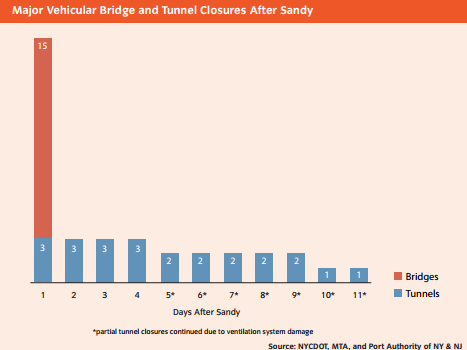 Major Vehicular Bridge and Tunnel Closures After Sandy
15
3 3 3 3 2 2 2 2 2 1 1
1 2 3 4 5* 6* 7* 8* 9* 10* 11*
Days After Sandy
Bridges
Tunnels
*partial tunnel closures continued due to ventilation system damage
Source: NYCDOT, MTA, and Port Authority of NY & NJ